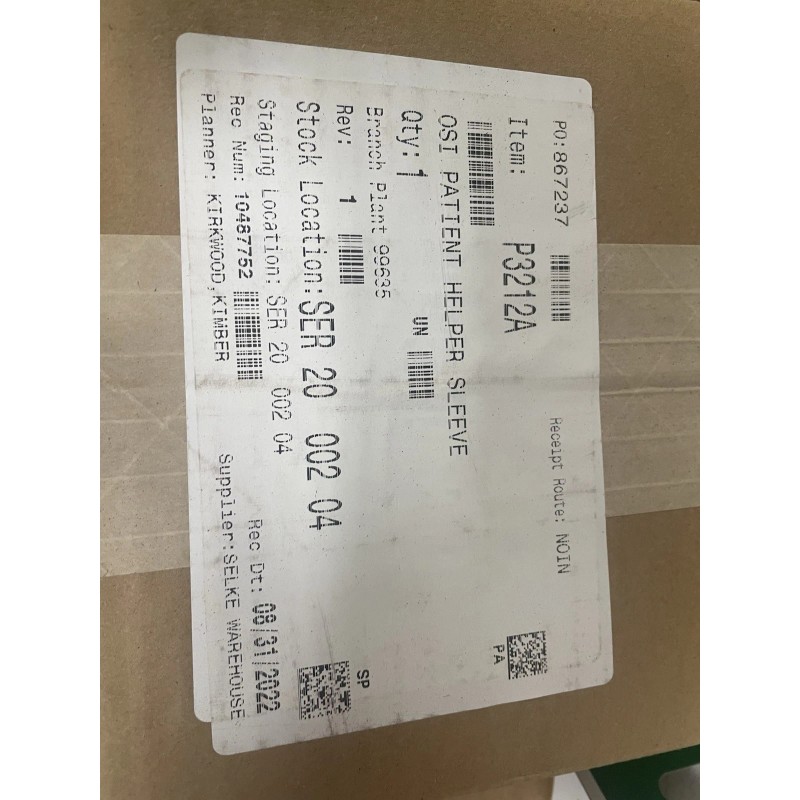 PO:867237 Receipt Route: NOIN
Item: P3212A
PA
OSI PATIENT HELPER SLEEVE
Qty: 1 UN
Branch Plant 99695
Rev: 1
SP
Stock Location: SER 20 002 04
Staging Location: SER 20 002 04
Rec Num: 10487752 Rec Dt: 08/31/2022
Planner: KIRKWOOD,KIMBER Supplier:SELKE WAREHOUSE